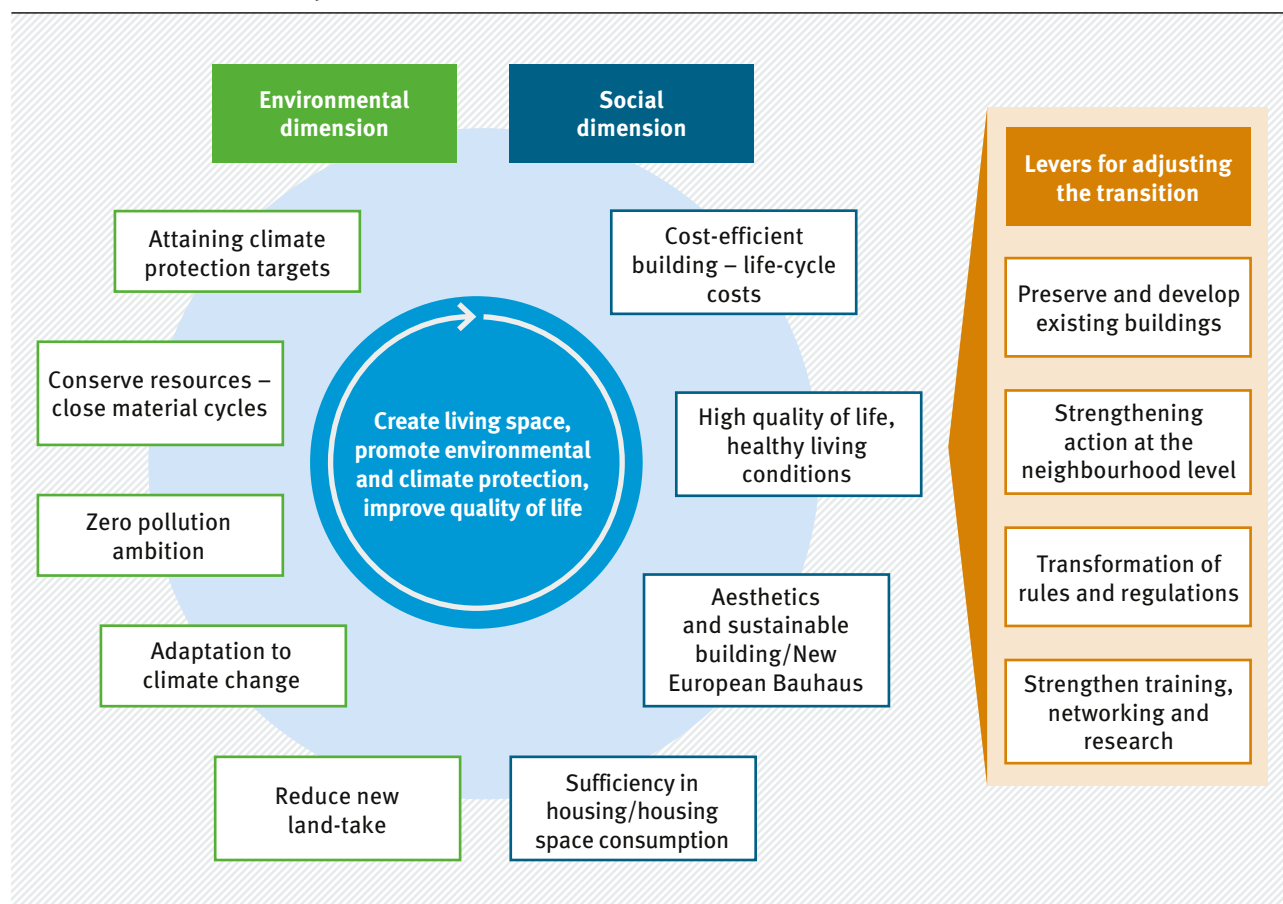 Environmental
dimension
Social
dimension
Attaining climate
protection targets
Conserve resources –
close material cycles
Zero pollution
ambition
Adaptation to
climate change
Reduce new
land-take
Create living space,
promote environmental
and climate protection,
improve quality of life
Cost-efficient
building – life-cycle
costs
High quality of life,
healthy living
conditions
Aesthetics
and sustainable
building/New
European Bauhaus
Sufficiency in
housing/housing
space consumption
Levers for adjusting
the transition
Preserve and develop
existing buildings
Strengthening
action at the
neighbourhood level
Transformation of
rules and regulations
Strengthen training,
networking and
research